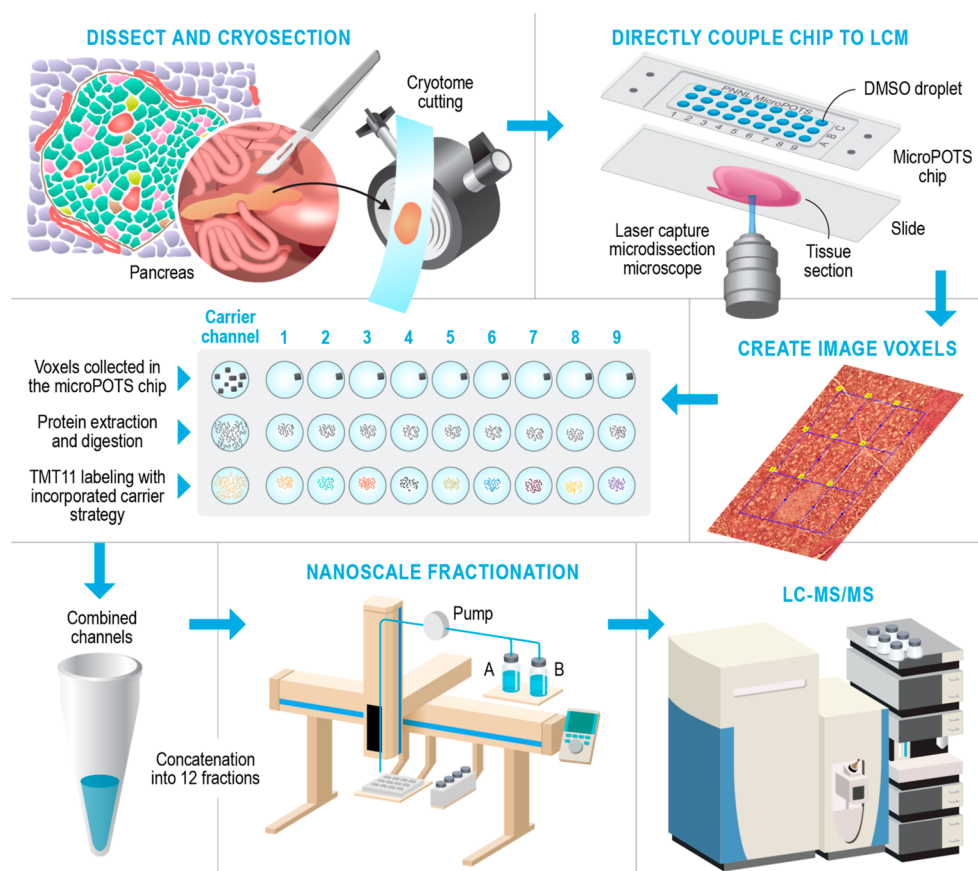 DISSECT AND CRYOSECTION
Cryotome
cutting
Pancreas
DIRECTLY COUPLE CHIP TO LCM
DMSO droplet
PNNL MicroPOTS
1 2 3 4 5 6 7 8 9
A B C
MicroPOTS
chip
Slide
Laser capture
microdissection
microscope
Tissue
section
CREATE IMAGE VOXELS
Carrier
channel
1 2 3 4 5 6 7 8 9
Voxels collected in
the microPOTS chip
Protein extraction
and digestion
TMT11 labeling with
incorporated carrier
strategy
Combined
channels
Concatenation
into 12 fractions
NANOSCALE FRACTIONATION
Pump
A B
LC-MS/MS